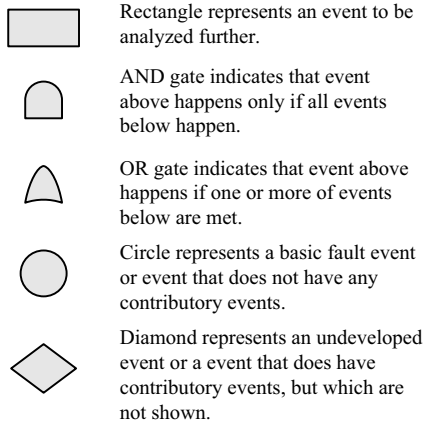 Rectangle represents an event to be
analyzed further.
AND gate indicates that event
above happens only if all events
below happen.
OR gate indicates that event above
happens if one or more of events
below are met.
Circle represents a basic fault event
or event that does not have any
contributory events.
Diamond represents an undeveloped
event or a event that does have
contributory events, but which are
not shown.